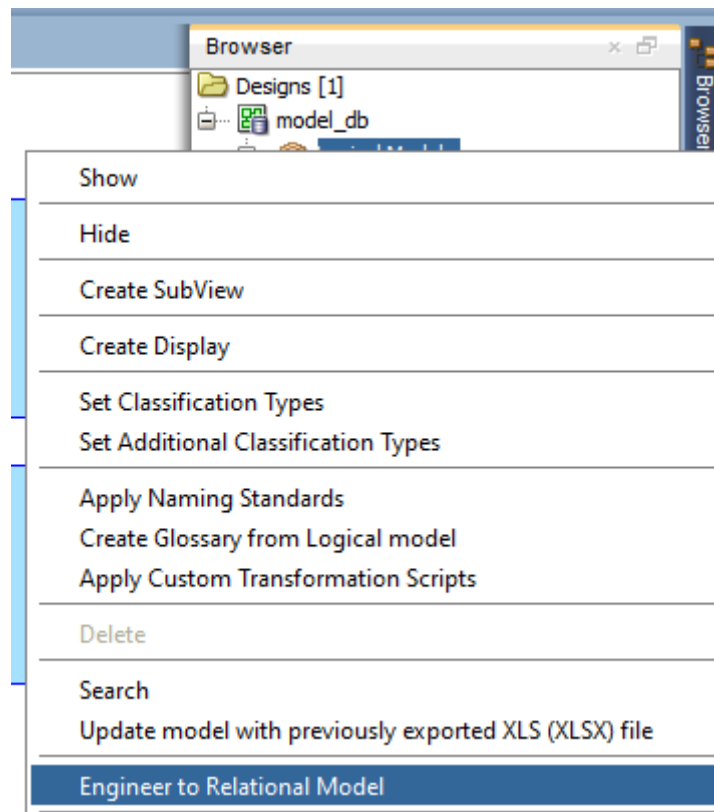 Browser
Designs [1]
model_db
Browser
Show
Hide
Create SubView
Create Display
Set Classification Types
Set Additional Classification Types
Apply Naming Standards
Create Glossary from Logical model
Apply Custom Transformation Scripts
Delete
Search
Update model with previously exported XLS (XLSX) file
Engineer to Relational Model